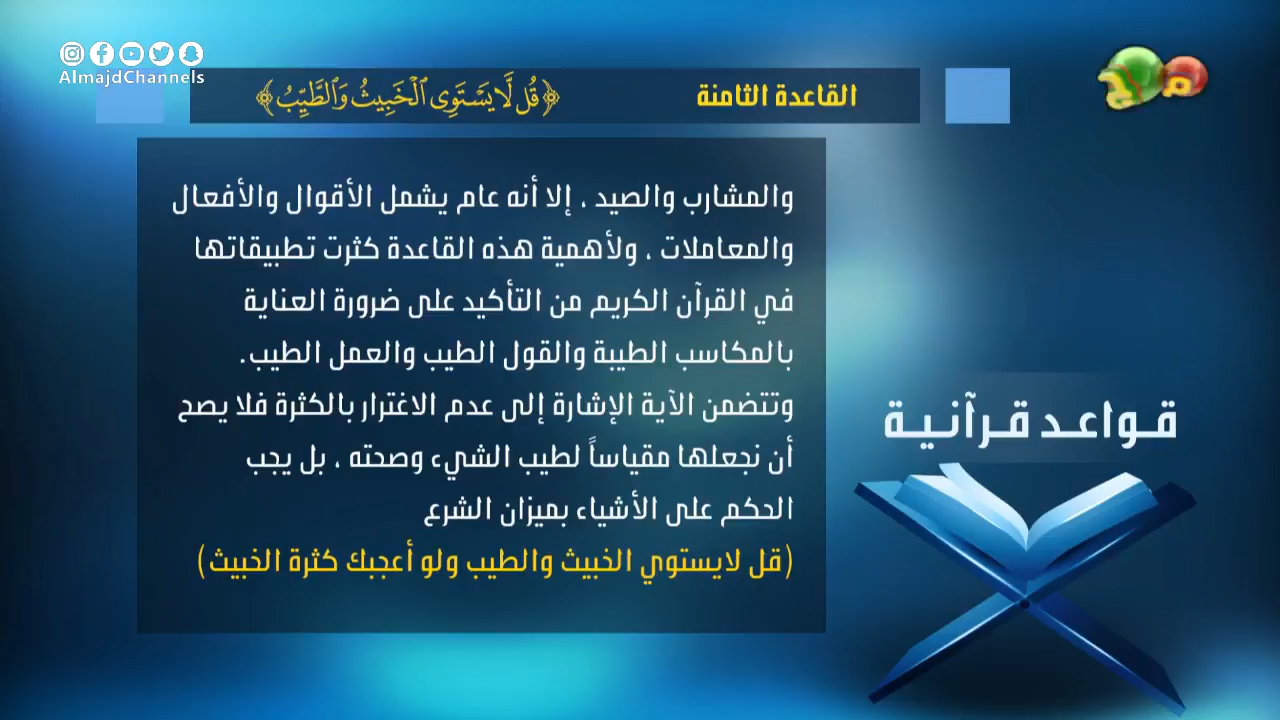 AlmajdChannels
القاعدة الثامنة ﴿قُل لَّا يَسْتَوِى ٱلْخَبِيثُ وَٱلطَّيِّبُ﴾
والمشارب والصيد ، إلا أنه عام يشمل الأقوال والأفعال
والمعاملات ، ولأهمية هذه القاعدة كثرت تطبيقاتها
في القرآن الكريم من التأكيد على ضرورة العناية
بالمكاسب الطيبة والقول الطيب والعمل الطيب.
وتتضمن الآية الإشارة إلى عدم الاغترار بالكثرة فلا يصح
أن نجعلها مقياساً لطيب الشيء وصحته ، بل يجب
الحكم على الأشياء بميزان الشرع
(قل لايستوي الخبيث والطيب ولو أعجبك كثرة الخبيث)
قواعد قرآنية